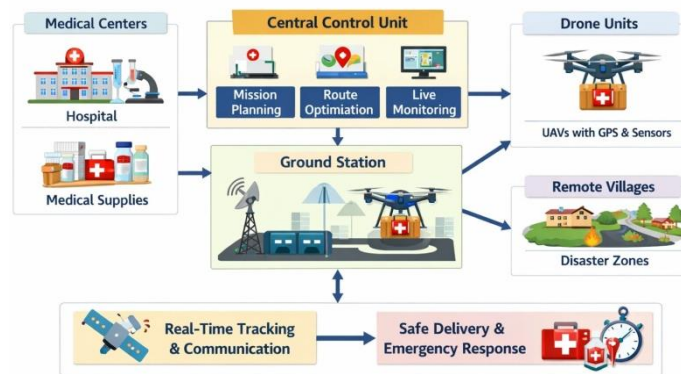 Medical Centers
Hospital
Medical Supplies
Central Control Unit
Mission
Planning
Route
Optimiation
Live
Monitoring
Ground Station
Drone Units
UAVs with GPS & Sensors
Remote Villages
Disaster Zones
Real-Time Tracking
& Communication
Safe Delivery &
Emergency Response